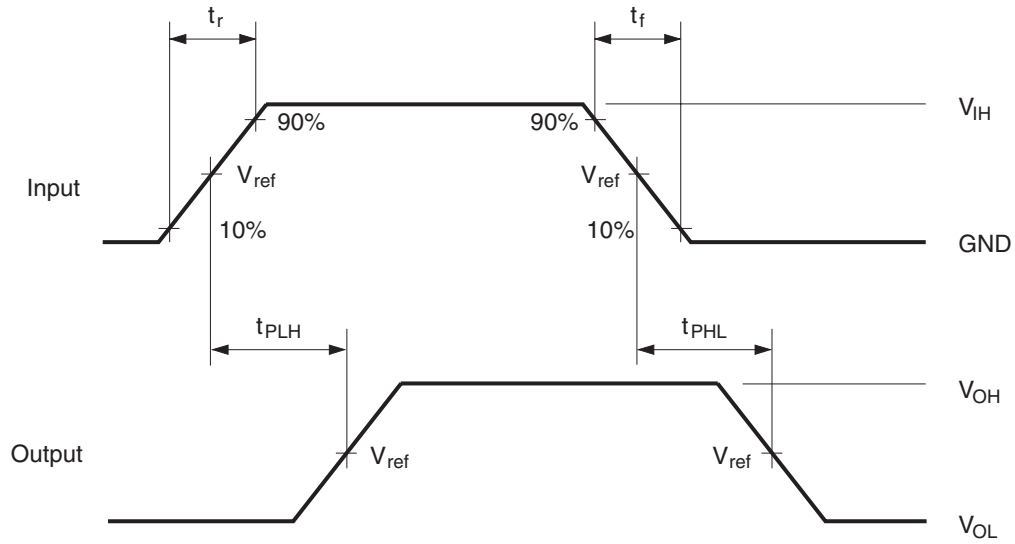 tr tf
90% 90% VIH
Input Vref Vref
10% 10% GND
tPLH tPHL
VOH
Output Vref Vref
VOL